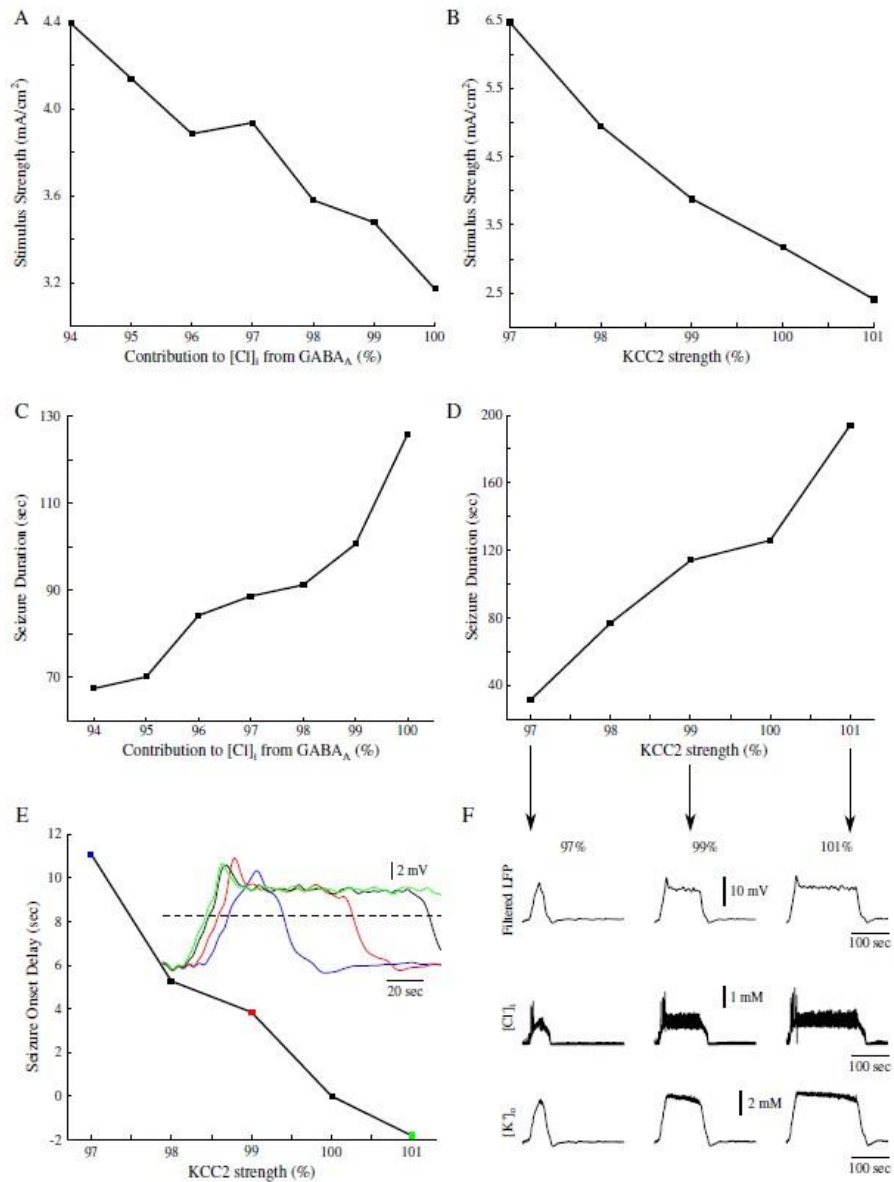 A
4.4
4.0
3.6
3.2
Stimulus Strength (mA/cm²)
94 95 96 97 98 99 100
Contribution to [Cl]i from GABAA (%)
B
6.5
5.5
4.5
3.5
2.5
Stimulus Strength (mA/cm²)
97 98 99 100 101
KCC2 strength (%)
C
130
110
90
70
Seizure Duration (sec)
94 95 96 97 98 99 100
Contribution to [Cl]i from GABAA (%)
D
200
160
120
80
40
Seizure Duration (sec)
97 98 99 100 101
KCC2 strength (%)
E
12
10
8
6
4
2
0
-2
Seizure Onset Delay (sec)
2 mV
20 sec
97 98 99 100 101
KCC2 strength (%)
F
97% 99% 101%
Filtered LFP
10 mV
100 sec
[Cl⁻]i
1 mM
100 sec
[K⁺]o
2 mM
100 sec